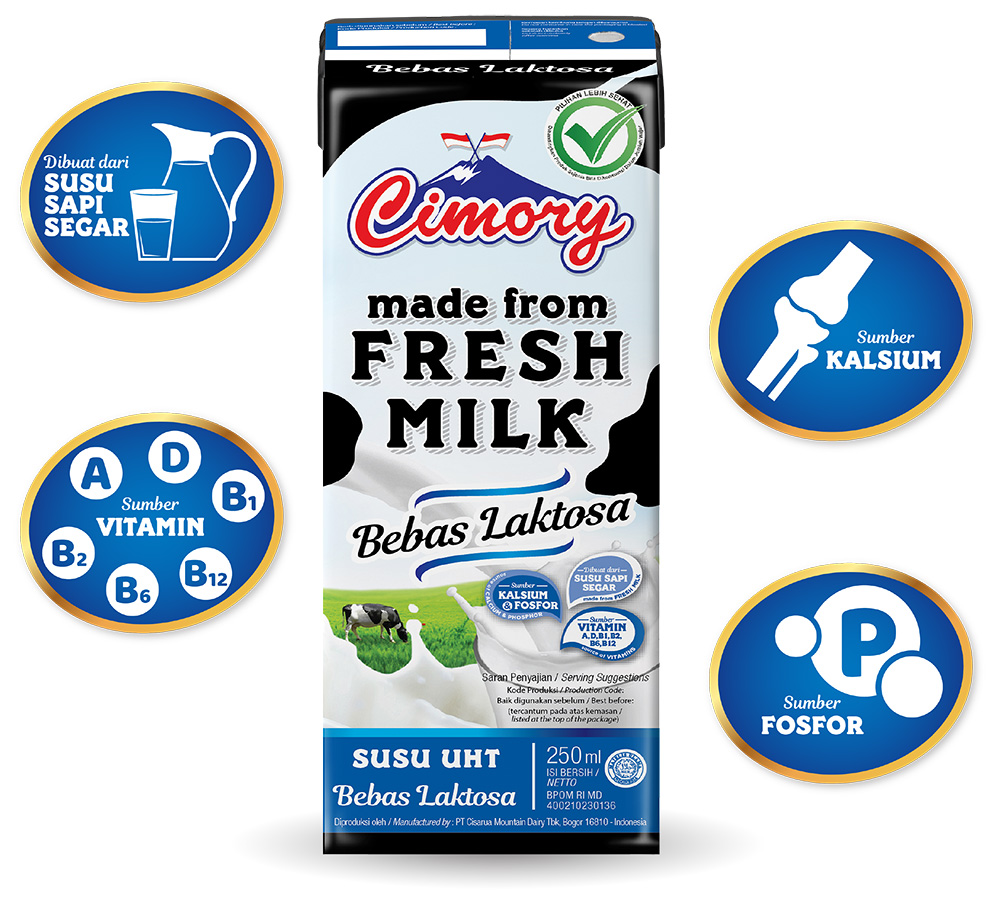 Bebas Laktosa
PILIHAN LEBIH SEHAT
Cimory
made from
FRESH
MILK
Bebas Laktosa
Sumber
KALSIUM
& FOSFOR
Dibuat dari
SUSU SAPI
SEGAR
made from FRESH MILK
Sumber
VITAMIN
A,D,B1,B2,
B6,B12
source of VITAMINS
Saran Penyajian / Serving Suggestions
Kode Produksi / Production Code:
Baik digunakan sebelum / Best before:
(tercantum pada atas kemasan /
listed at the top of the package)
SUSU UHT
Bebas Laktosa
250 ml
ISI BERSIH /
NETTO
BPOM RI MD
400210230136
Diproduksi oleh / Manufactured by : PT Cisarua Mountain Dairy Tbk, Bogor 16810 - Indonesia
Dibuat dari
SUSU
SAPI
SEGAR
A
D
B1
Sumber
VITAMIN
B2
B6
B12
Sumber
KALSIUM
P
Sumber
FOSFOR